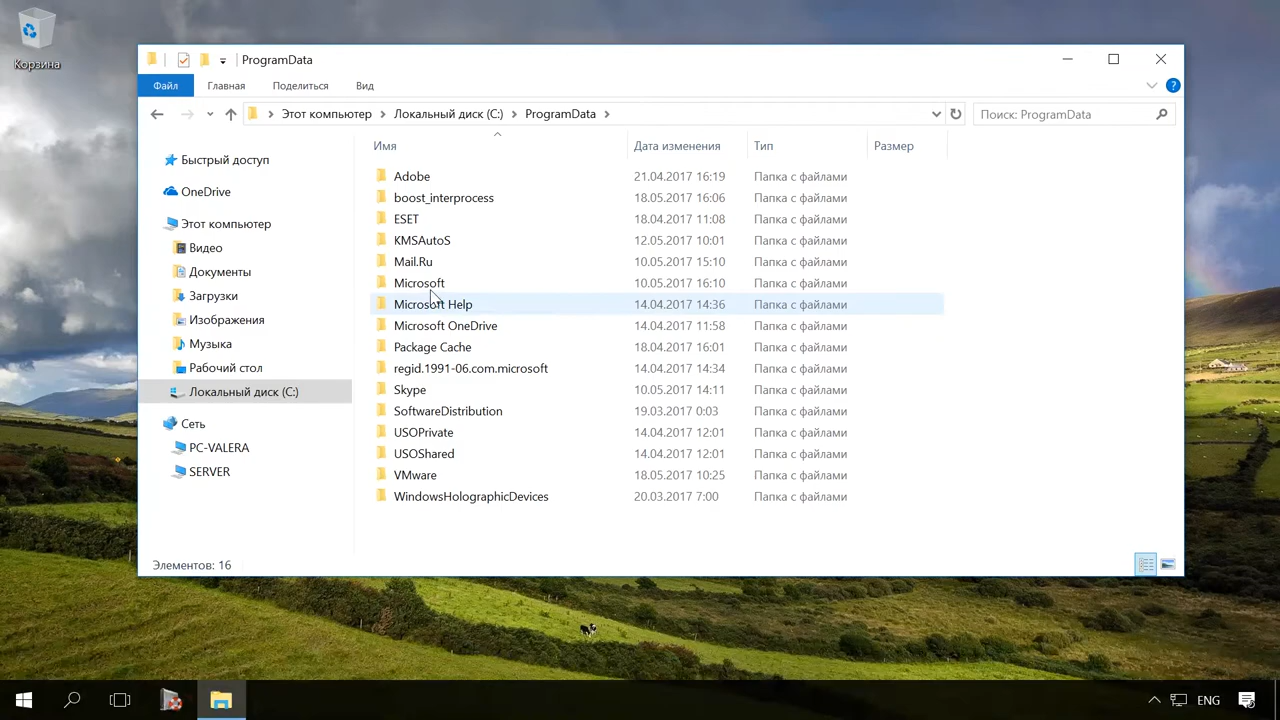 Корзина
ProgramData
Файл Главная Поделиться Вид
Этот компьютер Локальный диск (C:) ProgramData Поиск: ProgramData
Имя Дата изменения Тип Размер
Быстрый доступ
OneDrive
Этот компьютер
Видео
Документы
Загрузки
Изображения
Музыка
Рабочий стол
Локальный диск (C:)
Сеть
PC-VALERA
SERVER
Adobe 21.04.2017 16:19 Папка с файлами
boost_interprocess 18.05.2017 16:06 Папка с файлами
ESET 18.04.2017 11:08 Папка с файлами
KMSAutoS 12.05.2017 10:01 Папка с файлами
Mail.Ru 10.05.2017 15:10 Папка с файлами
Microsoft 10.05.2017 16:10 Папка с файлами
Microsoft Help 14.04.2017 14:36 Папка с файлами
Microsoft OneDrive 14.04.2017 11:58 Папка с файлами
Package Cache 18.04.2017 16:01 Папка с файлами
regid.1991-06.com.microsoft 14.04.2017 14:34 Папка с файлами
Skype 10.05.2017 14:11 Папка с файлами
SoftwareDistribution 19.03.2017 0:03 Папка с файлами
USOPrivate 14.04.2017 12:01 Папка с файлами
USOShared 14.04.2017 12:01 Папка с файлами
VMware 18.05.2017 10:25 Папка с файлами
WindowsHolographicDevices 20.03.2017 7:00 Папка с файлами
Элементов: 16
ENG